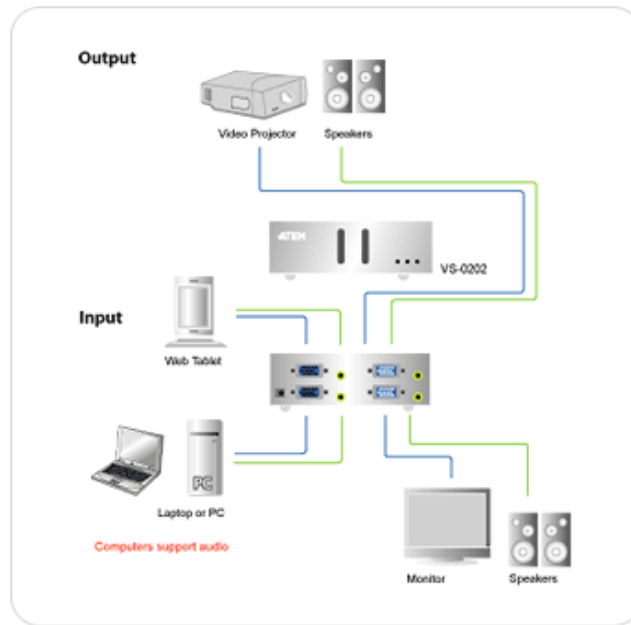 Output
Video Projector
Speakers
ATEN
VS-0202
Input
Web Tablet
PC
Laptop or PC
Computers support audio
Monitor
Speakers